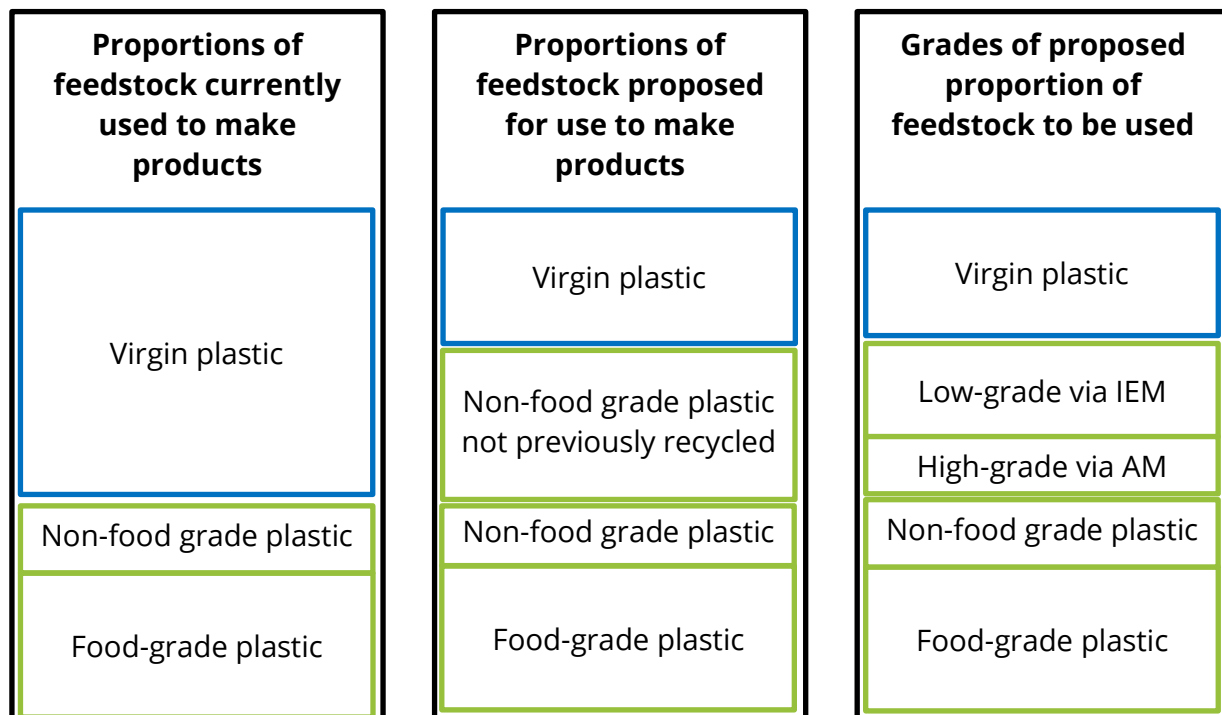 Proportions of
feedstock currently
used to make
products
Virgin plastic
Non-food grade plastic
Food-grade plastic
Proportions of
feedstock proposed
for use to make
products
Virgin plastic
Non-food grade plastic
not previously recycled
Non-food grade plastic
Food-grade plastic
Grades of proposed
proportion of
feedstock to be used
Virgin plastic
Low-grade via IEM
High-grade via AM
Non-food grade plastic
Food-grade plastic